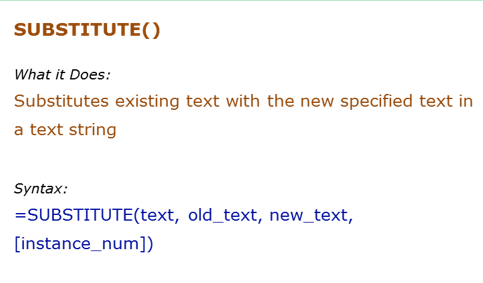 SUBSTITUTE()
What it Does:
Substitutes existing text with the new specified text in
a text string
Syntax:
=SUBSTITUTE(text, old_text, new_text,
[instance_num])